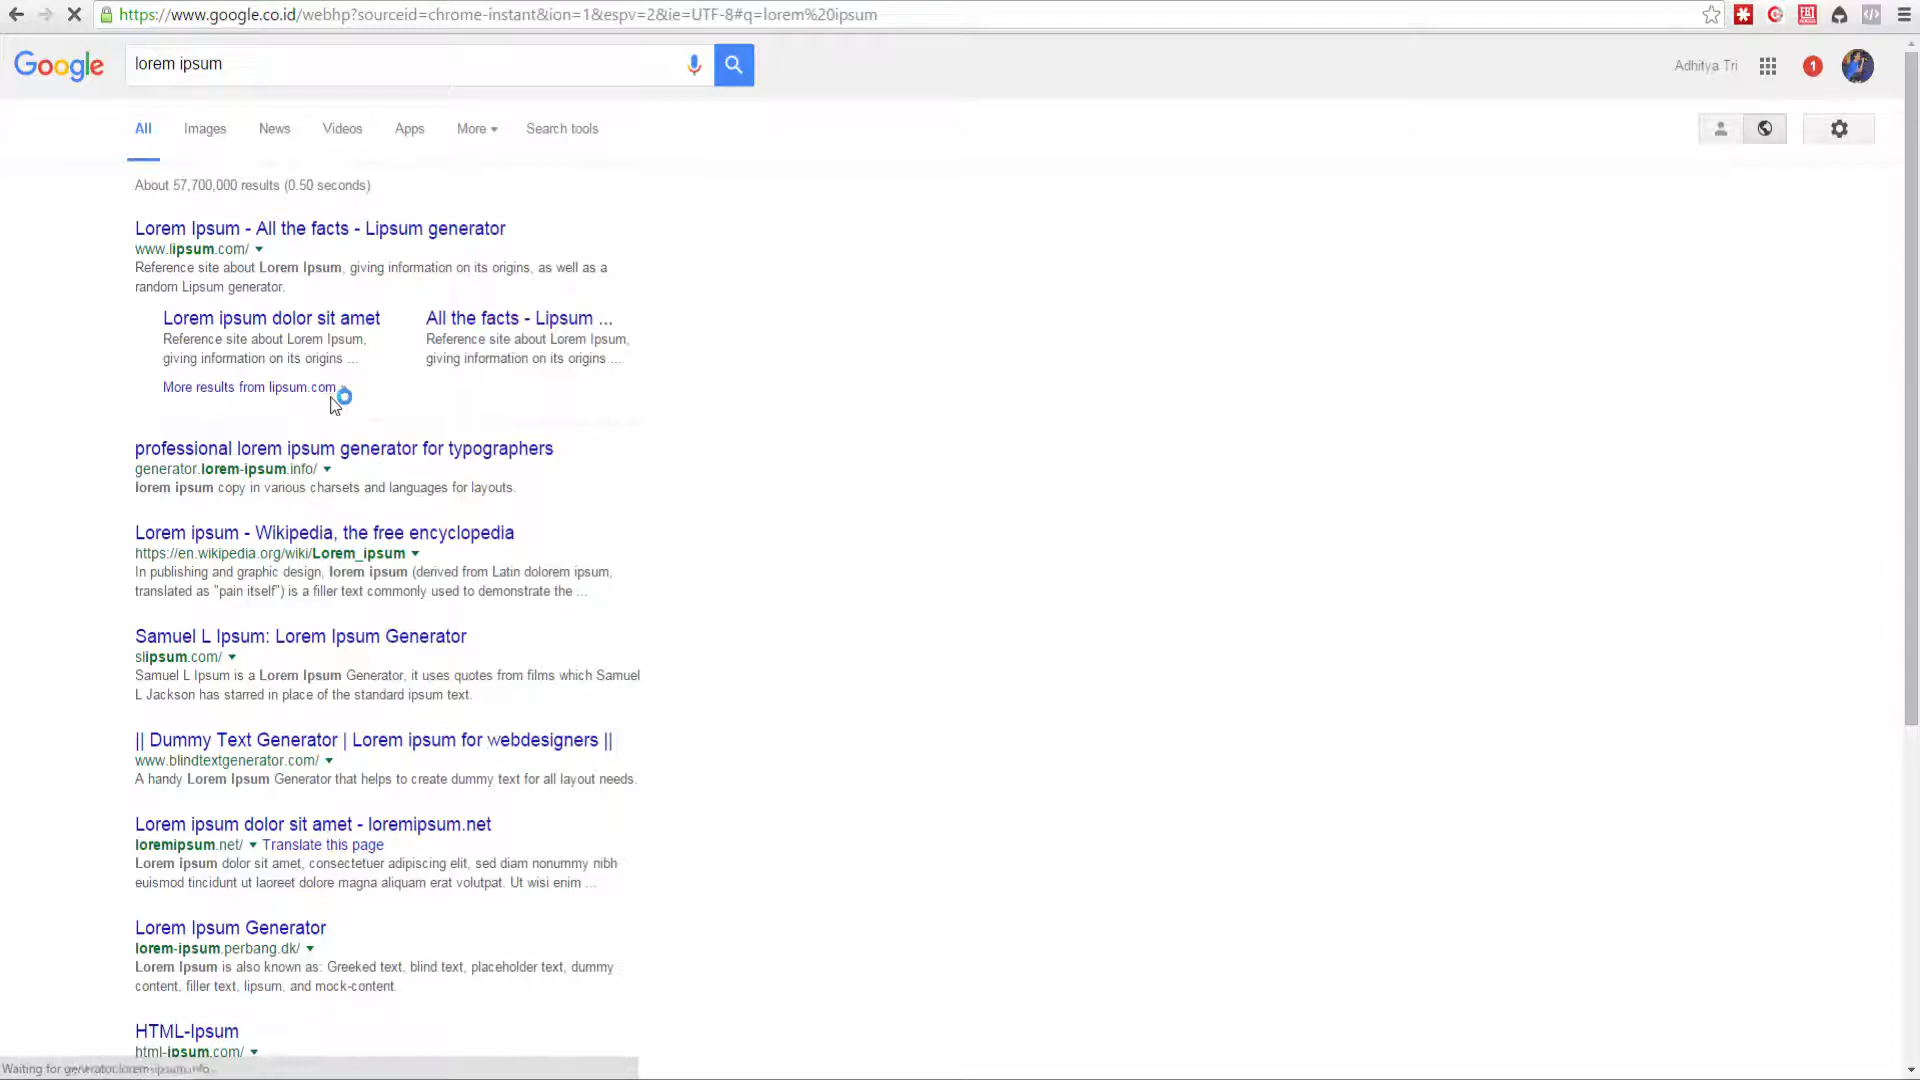 https://www.google.co.id/webhp?sourceid=chrome-instant&ion=1&espv=2&ie=UTF-8#q=lorem%20ipsum
Google
lorem ipsum
Adhitya Tri
1
All Images News Videos Apps More Search tools
About 57,700,000 results (0.50 seconds)
Lorem Ipsum - All the facts - Lipsum generator
www.lipsum.com/
Reference site about Lorem Ipsum, giving information on its origins, as well as a
random Lipsum generator.
Lorem ipsum dolor sit amet
Reference site about Lorem Ipsum,
giving information on its origins ...
All the facts - Lipsum ...
Reference site about Lorem Ipsum,
giving information on its origins ...
More results from lipsum.com
professional lorem ipsum generator for typographers
generator.lorem-ipsum.info/
lorem ipsum copy in various charsets and languages for layouts.
Lorem ipsum - Wikipedia, the free encyclopedia
https://en.wikipedia.org/wiki/Lorem_ipsum
In publishing and graphic design, lorem ipsum (derived from Latin dolorem ipsum,
translated as "pain itself") is a filler text commonly used to demonstrate the ...
Samuel L Ipsum: Lorem Ipsum Generator
slipsum.com/
Samuel L Ipsum is a Lorem Ipsum Generator, it uses quotes from films which Samuel
L Jackson has starred in place of the standard ipsum text.
|| Dummy Text Generator | Lorem ipsum for webdesigners ||
www.blindtextgenerator.com/
A handy Lorem Ipsum Generator that helps to create dummy text for all layout needs.
Lorem ipsum dolor sit amet - loremipsum.net
loremipsum.net/ Translate this page
Lorem ipsum dolor sit amet, consectetuer adipiscing elit, sed diam nonummy nibh
euismod tincidunt ut laoreet dolore magna aliquam erat volutpat. Ut wisi enim ...
Lorem Ipsum Generator
lorem-ipsum.perbang.dk/
Lorem Ipsum is also known as: Greeked text, blind text, placeholder text, dummy
content, filler text, lipsum, and mock-content.
HTML-Ipsum
html-ipsum.com/
Waiting for